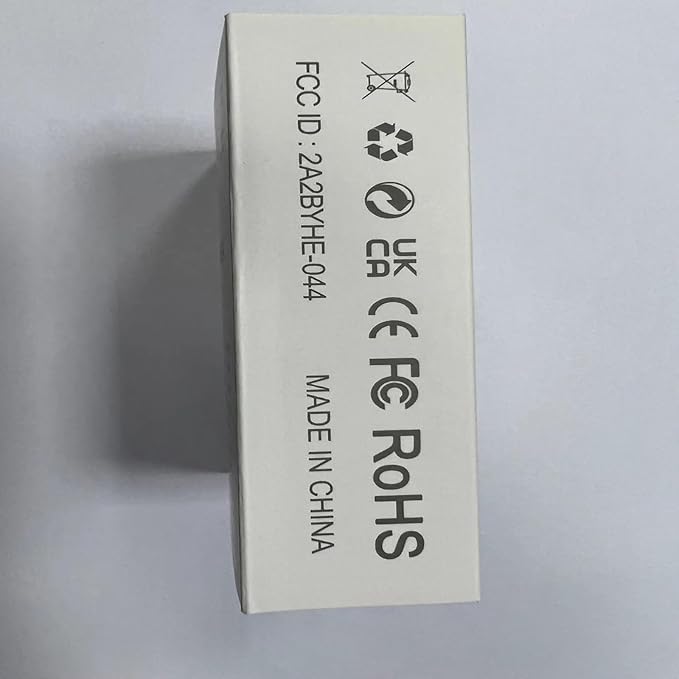 UK
CA CE FC RoHS
FCC ID : 2A2BYHE-044 MADE IN CHINA